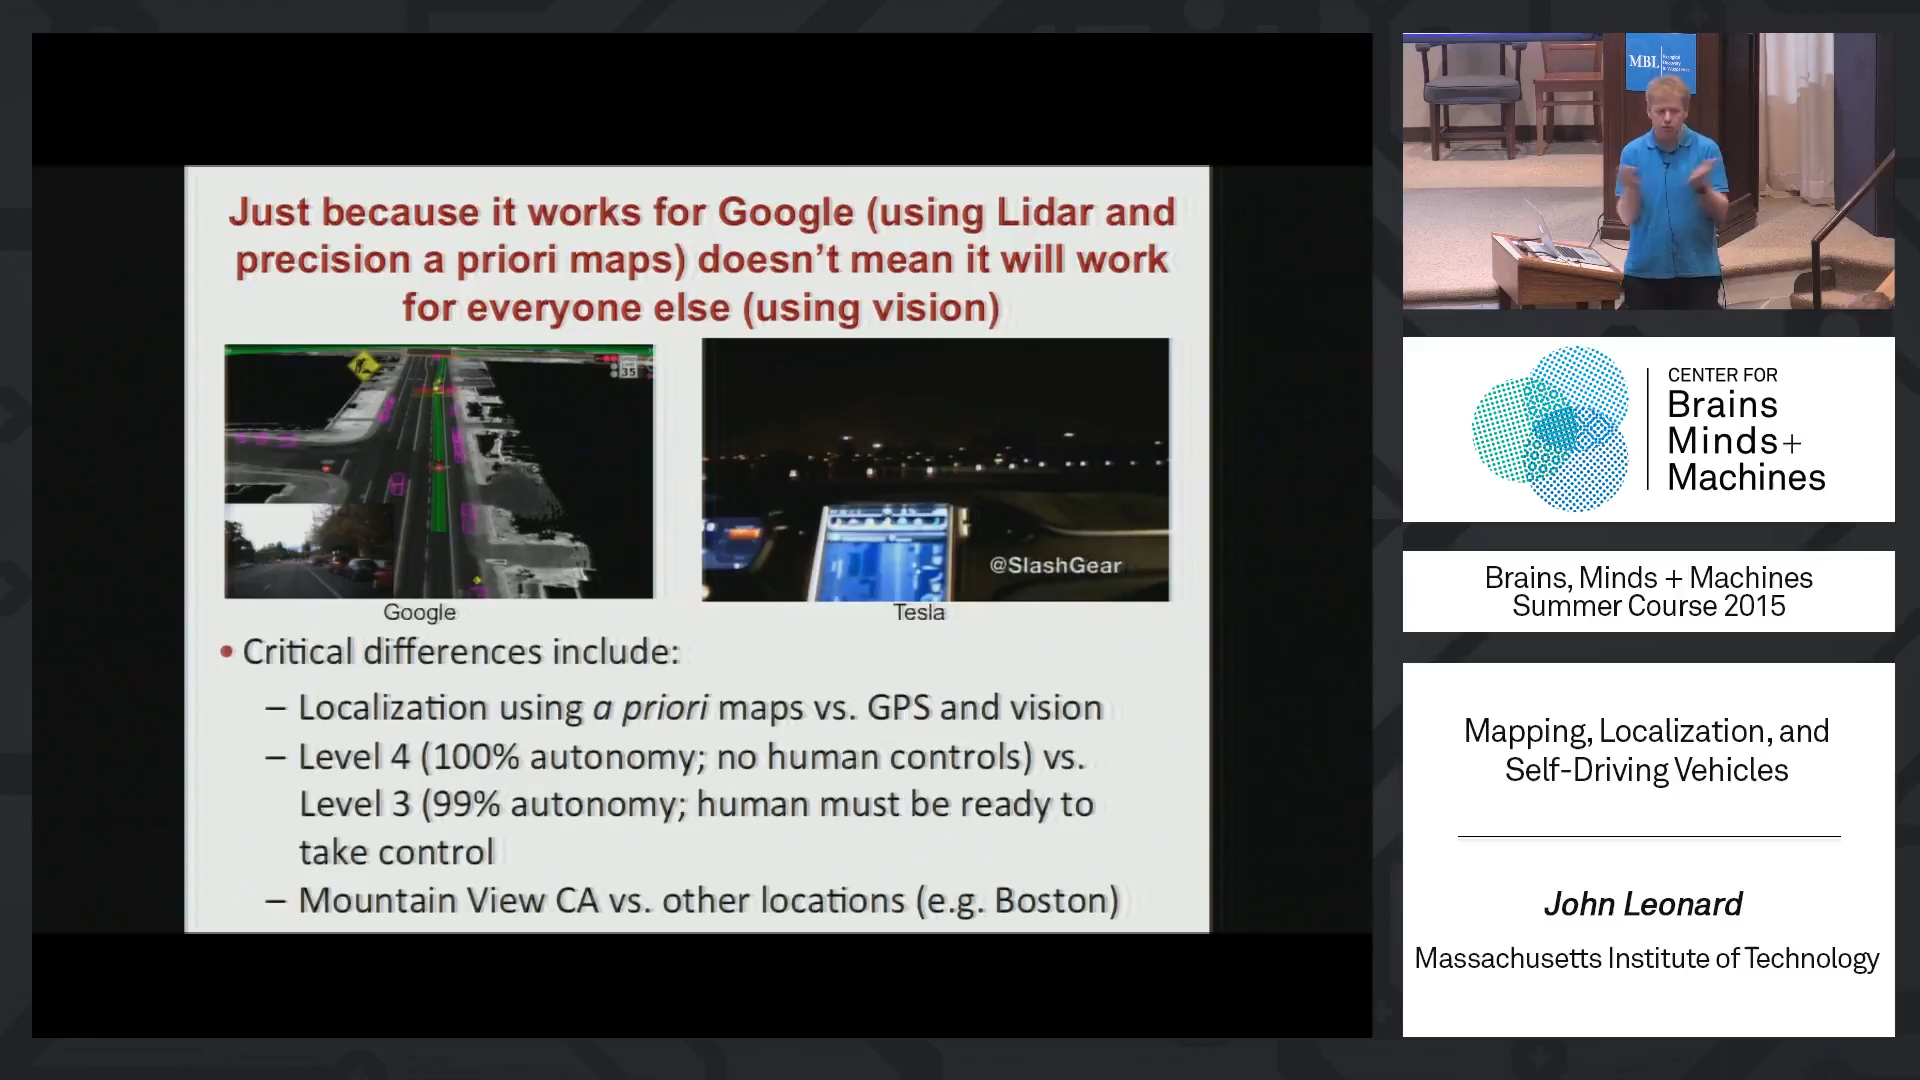 Just because it works for Google (using Lidar and
precision a priori maps) doesn't mean it will work
for everyone else (using vision)
35
@SlashGear
Google
Tesla
• Critical differences include:
– Localization using a priori maps vs. GPS and vision
– Level 4 (100% autonomy; no human controls) vs.
Level 3 (99% autonomy; human must be ready to
take control
– Mountain View CA vs. other locations (e.g. Boston)
MBL
CENTER FOR
Brains
Minds+
Machines
Brains, Minds + Machines
Summer Course 2015
Mapping, Localization, and
Self-Driving Vehicles
John Leonard
Massachusetts Institute of Technology